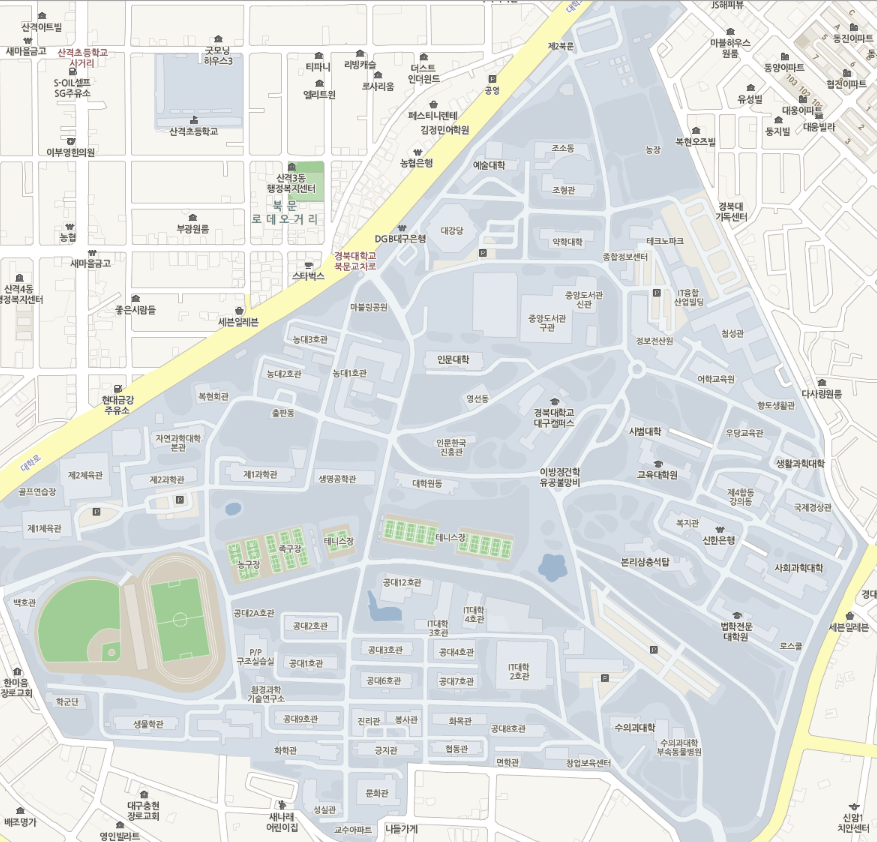 산격아트빌
새마을금고
산격초등학교
사거리
S-OIL셀프
SG주유소
굿모닝
하우스3
티파니
리빙캐슬
더스트
인더윈드
로사리움
엘리트원
공영
제2북문
대학
JS해피뷰
마블하우스
원룸
동진아파트
동양아파트
협진아파트
유성빌
103 102 10
대웅아파트
대웅빌라
둥지빌
복현오즈빌
산격초등학교
이부영한의원
페스티나렌테
김정민어학원
농협은행
예술대학
조소동
조형관
농장
산격3동
행정복지센터
북 문
로 데 오 거 리
부광원룸
농협
새마을금고
DGB대구은행
경북대학교
북문교차로
스타벅스
대강당
약학대학
종합정보센터
테크노파크
경북대
기독센터
산격4동
행정복지센터
좋은사람들
세븐일레븐
마블링공원
중앙도서관
신관
중앙도서관
구관
IT융합
산업빌딩
정보전산원
첨성관
농대3호관
농대2호관
농대1호관
인문대학
영선동
어학교육원
향토생활관
다사랑원룸
현대금강
주유소
복현회관
출판동
경북대학교
대구캠퍼스
사범대학
우당교육관
자연과학대학
본관
인문한국
진흥관
대학로
제2체육관
제2과학관
제1과학관
생명공학관
대학원동
이방경건학
유공불망비
교육대학원
생활과학대학
골프연습장
제1체육관
제4합동
강의동
국제경상관
복지관
신한은행
농구장
족구장
테니스장
테니스장
본리삼층석탑
사회과학대학
백호관
공대12호관
공대2A호관
공대2호관
IT대학
3호관
IT대학
4호관
법학전문
대학원
로스쿨
경대
세븐일레븐
P/P
구조실습실
공대1호관
공대3호관
공대4호관
공대6호관
공대7호관
IT대학
2호관
한마음
장로교회
학군단
환경과학
기술연구소
생물학관
공대9호관
진리관
봉사관
화목관
공대8호관
수의과대학
수의과대학
부속동물병원
화학관
긍지관
협동관
면학관
창업보육센터
문화관
성실관
교수아파트
나들가게
배조명가
대구충현
장로교회
영인빌리트
새나래
어린이집
신암1
치안센터